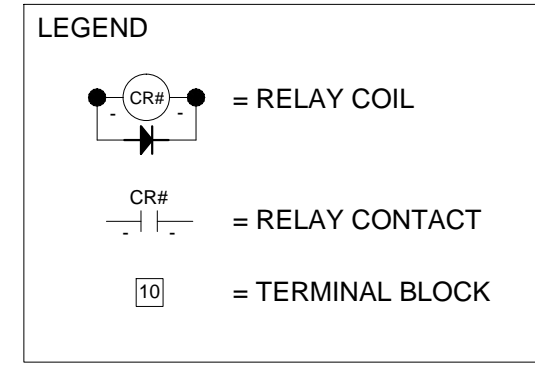 LEGEND
CR# = RELAY COIL
- -
CR#
= RELAY CONTACT
- -
10 = TERMINAL BLOCK